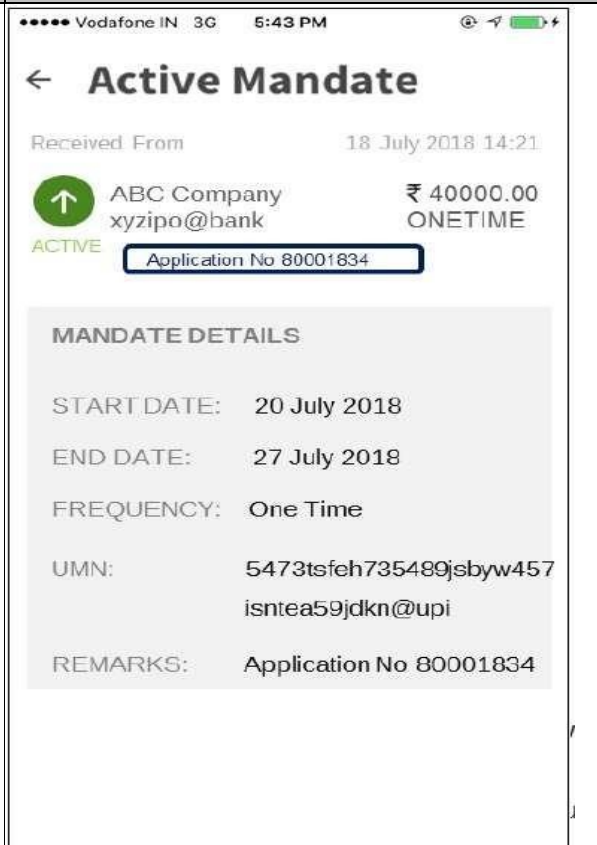 Vodafone IN 3G 5:43 PM
← Active Mandate
Received From 18 July 2018 14:21
ABC Company ₹ 40000.00
xyzipo@bank ONETIME
ACTIVE
Application No 80001834
MANDATE DETAILS
START DATE: 20 July 2018
END DATE: 27 July 2018
FREQUENCY: One Time
UMN: 5473tsfeh735489jsbyw457
isntea59jdkn@upi
REMARKS: Application No 80001834